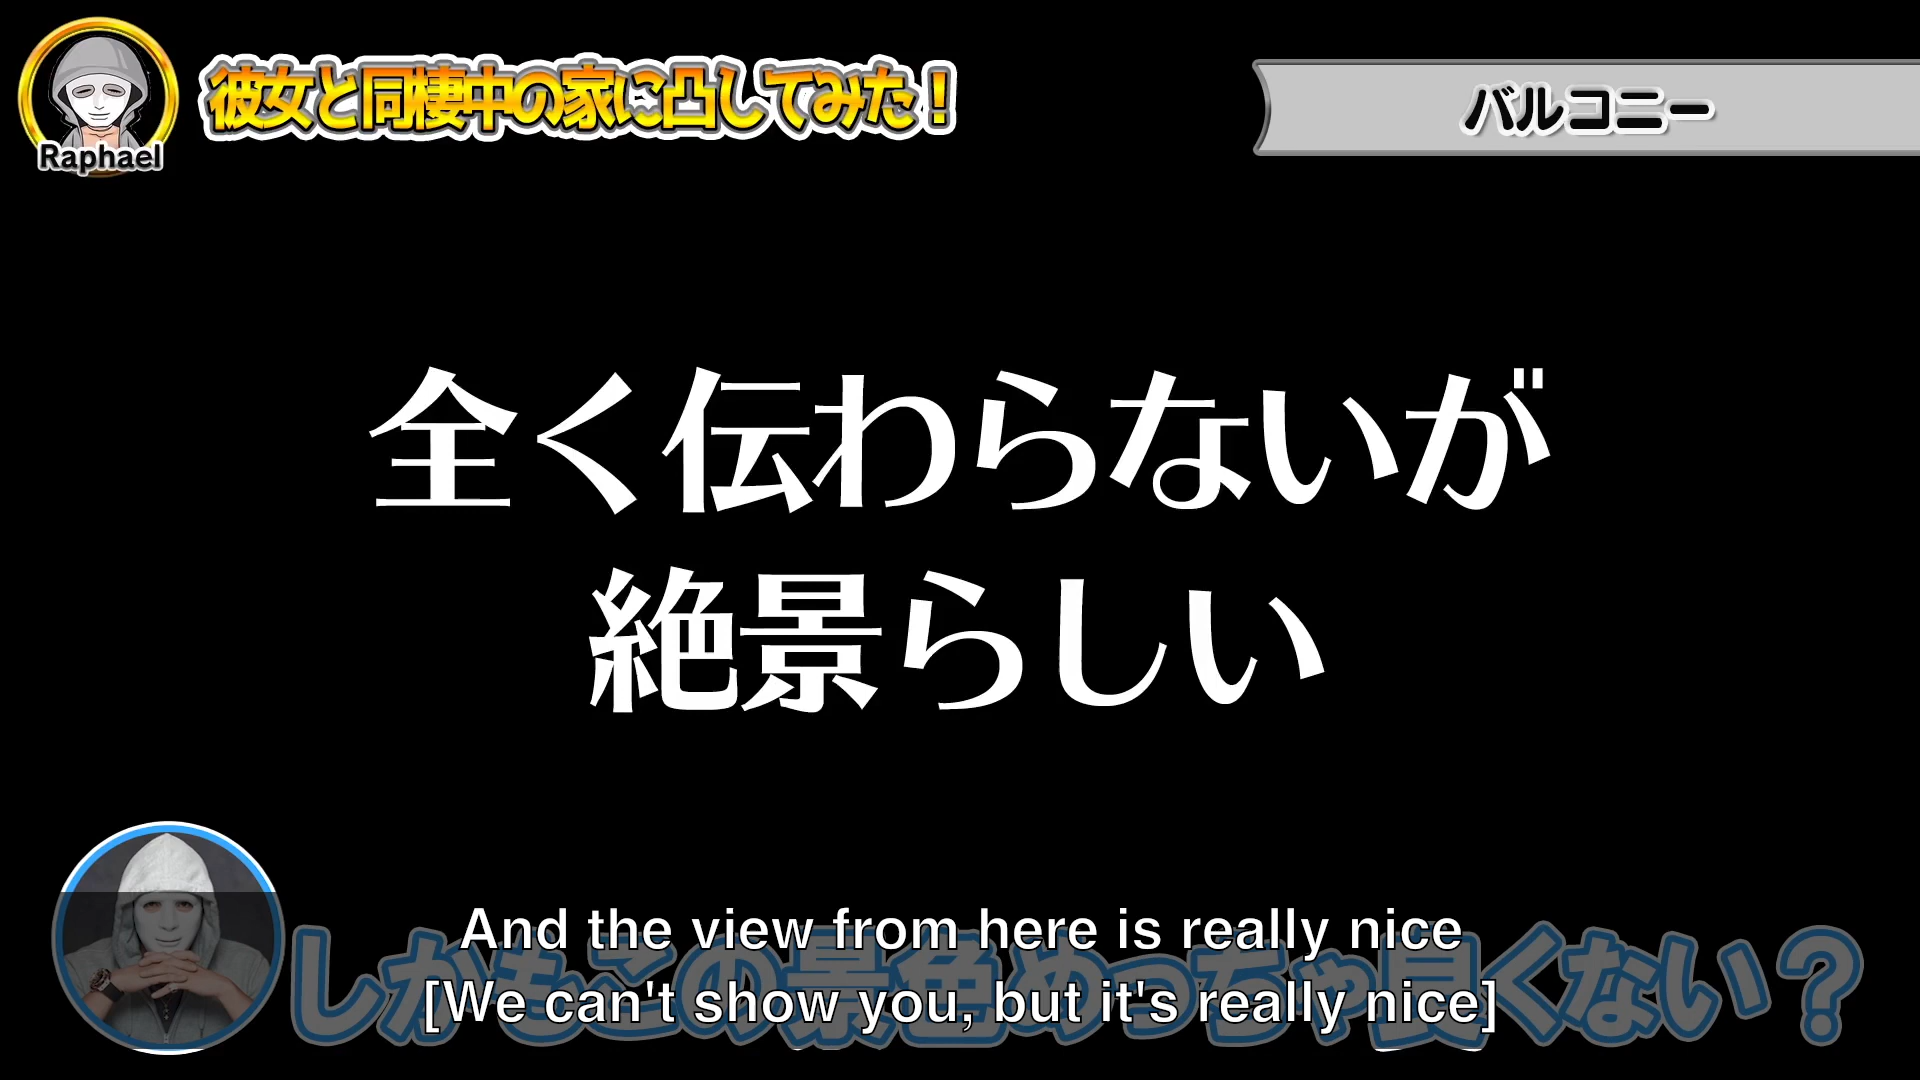 Raphael
彼女と同棲中の家に凸してみた！
バルコニー
全く伝わらないが
絶景らしい
しかもこの景色めっちゃ良くない？
And the view from here is really nice
[We can't show you, but it's really nice]